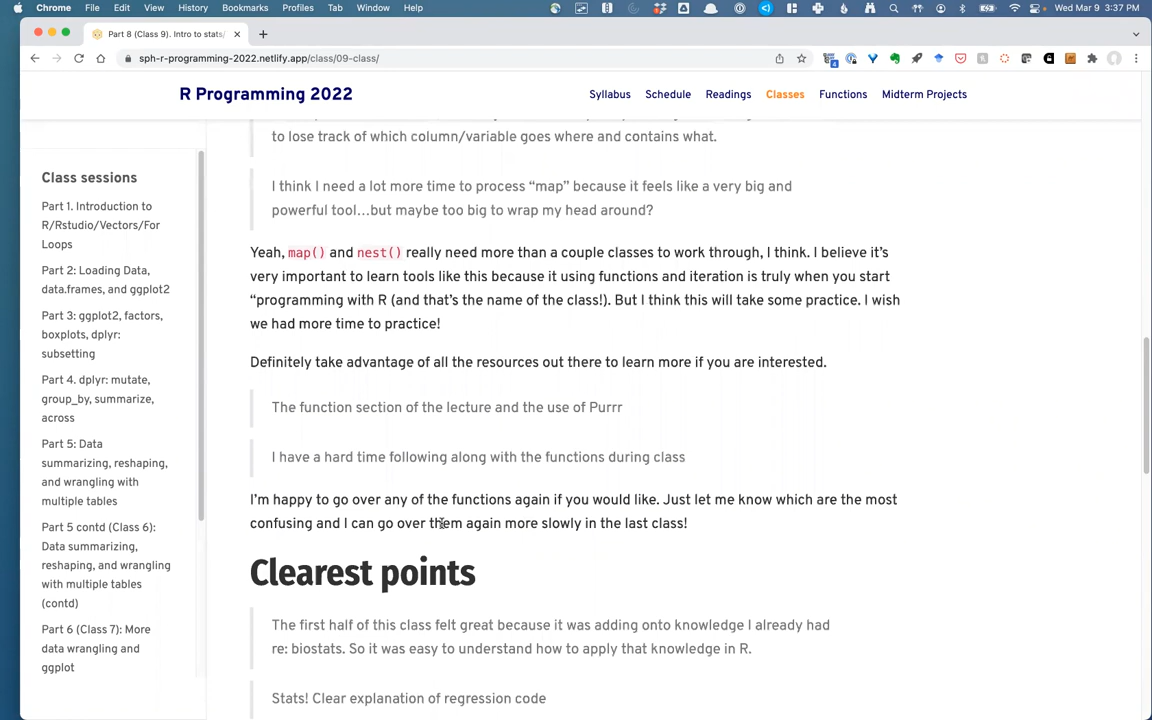 Chrome File Edit View History Bookmarks Profiles Tab Window Help Wed Mar 9 3:37 PM
Part 8 (Class 9). Intro to stats/
sph-r-programming-2022.netlify.app/class/09-class/
R Programming 2022 Syllabus Schedule Readings Classes Functions Midterm Projects
to lose track of which column/variable goes where and contains what.
I think I need a lot more time to process “map” because it feels like a very big and
powerful tool…but maybe too big to wrap my head around?
Yeah, map() and nest() really need more than a couple classes to work through, I think. I believe it’s
very important to learn tools like this because it using functions and iteration is truly when you start
“programming with R (and that’s the name of the class!). But I think this will take some practice. I wish
we had more time to practice!
Definitely take advantage of all the resources out there to learn more if you are interested.
The function section of the lecture and the use of Purrr
I have a hard time following along with the functions during class
I’m happy to go over any of the functions again if you would like. Just let me know which are the most
confusing and I can go over them again more slowly in the last class!
Clearest points
The first half of this class felt great because it was adding onto knowledge I already had
re: biostats. So it was easy to understand how to apply that knowledge in R.
Stats! Clear explanation of regression code
Class sessions
Part 1. Introduction to
R/Rstudio/Vectors/For
Loops
Part 2: Loading Data,
data.frames, and ggplot2
Part 3: ggplot2, factors,
boxplots, dplyr:
subsetting
Part 4. dplyr: mutate,
group_by, summarize,
across
Part 5: Data
summarizing, reshaping,
and wrangling with
multiple tables
Part 5 contd (Class 6):
Data summarizing,
reshaping, and wrangling
with multiple tables
(contd)
Part 6 (Class 7): More
data wrangling and
ggplot